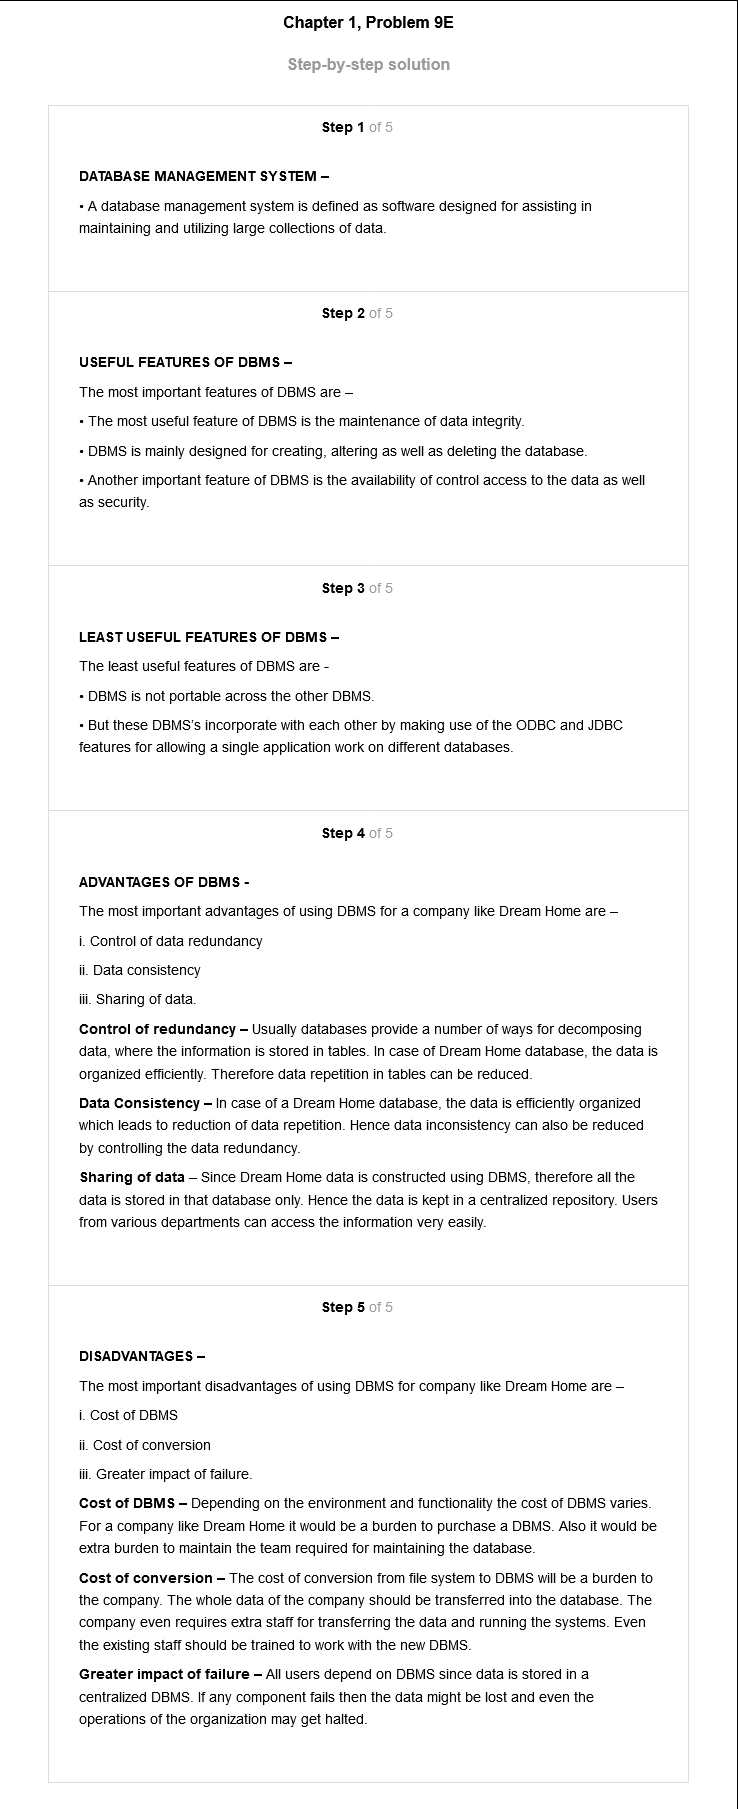 Chapter 1, Problem 9E
Step-by-step solution
Step 1 of 5
DATABASE MANAGEMENT SYSTEM –
• A database management system is defined as software designed for assisting in
maintaining and utilizing large collections of data.
Step 2 of 5
USEFUL FEATURES OF DBMS –
The most important features of DBMS are –
• The most useful feature of DBMS is the maintenance of data integrity.
• DBMS is mainly designed for creating, altering as well as deleting the database.
• Another important feature of DBMS is the availability of control access to the data as well
as security.
Step 3 of 5
LEAST USEFUL FEATURES OF DBMS –
The least useful features of DBMS are -
• DBMS is not portable across the other DBMS.
• But these DBMS's incorporate with each other by making use of the ODBC and JDBC
features for allowing a single application work on different databases.
Step 4 of 5
ADVANTAGES OF DBMS -
The most important advantages of using DBMS for a company like Dream Home are –
i. Control of data redundancy
ii. Data consistency
iii. Sharing of data.
Control of redundancy – Usually databases provide a number of ways for decomposing
data, where the information is stored in tables. In case of Dream Home database, the data is
organized efficiently. Therefore data repetition in tables can be reduced.
Data Consistency – In case of a Dream Home database, the data is efficiently organized
which leads to reduction of data repetition. Hence data inconsistency can also be reduced
by controlling the data redundancy.
Sharing of data – Since Dream Home data is constructed using DBMS, therefore all the
data is stored in that database only. Hence the data is kept in a centralized repository. Users
from various departments can access the information very easily.
Step 5 of 5
DISADVANTAGES –
The most important disadvantages of using DBMS for company like Dream Home are –
i. Cost of DBMS
ii. Cost of conversion
iii. Greater impact of failure.
Cost of DBMS – Depending on the environment and functionality the cost of DBMS varies.
For a company like Dream Home it would be a burden to purchase a DBMS. Also it would be
extra burden to maintain the team required for maintaining the database.
Cost of conversion – The cost of conversion from file system to DBMS will be a burden to
the company. The whole data of the company should be transferred into the database. The
company even requires extra staff for transferring the data and running the systems. Even
the existing staff should be trained to work with the new DBMS.
Greater impact of failure – All users depend on DBMS since data is stored in a
centralized DBMS. If any component fails then the data might be lost and even the
operations of the organization may get halted.